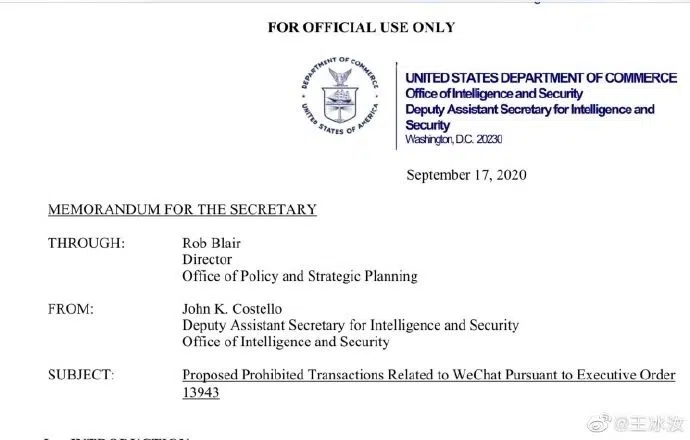 FOR OFFICIAL USE ONLY
DEPARTMENT OF COMMERCE
UNITED STATES OF AMERICA
UNITED STATES DEPARTMENT OF COMMERCE
Office of Intelligence and Security
Deputy Assistant Secretary for Intelligence and
Security
Washington, D.C. 20230
September 17, 2020
MEMORANDUM FOR THE SECRETARY
THROUGH: Rob Blair
Director
Office of Policy and Strategic Planning
FROM: John K. Costello
Deputy Assistant Secretary for Intelligence and Security
Office of Intelligence and Security
SUBJECT: Proposed Prohibited Transactions Related to WeChat Pursuant to Executive Order
13943
@王冰汝